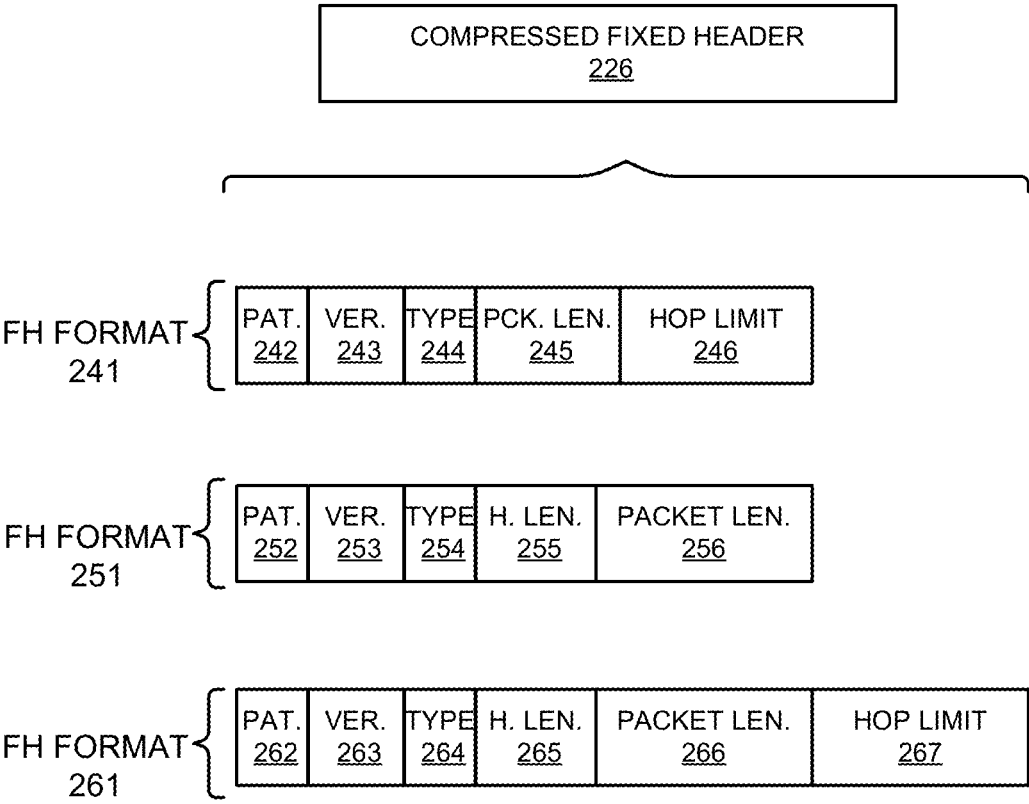 COMPRESSED FIXED HEADER
226
FH FORMAT
241
PAT. VER. TYPE PCK. LEN. HOP LIMIT
242 243 244 245 246
FH FORMAT
251
PAT. VER. TYPE H. LEN. PACKET LEN.
252 253 254 255 256
FH FORMAT
261
PAT. VER. TYPE H. LEN. PACKET LEN. HOP LIMIT
262 263 264 265 266 267